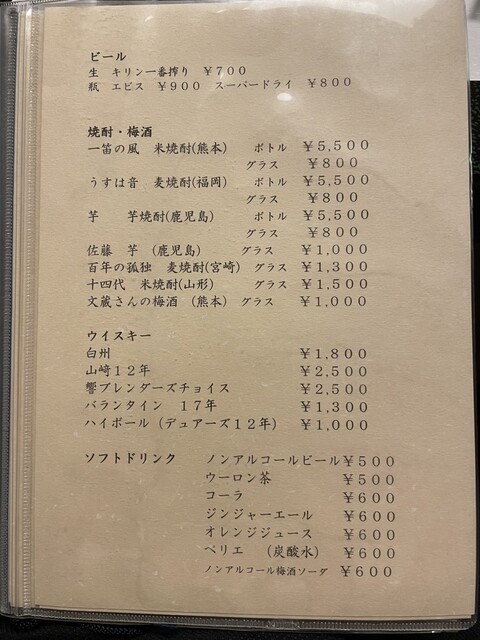 ビール
生 キリン一番搾り ￥７００
瓶 エビス ￥９００ スーパードライ ￥８００
焼酎・梅酒
一笛の風 米焼酎(熊本) ボトル ￥５,５００
グラス ￥８００
うすは音 麦焼酎(福岡) ボトル ￥５,５００
グラス ￥８００
芋 芋焼酎(鹿児島) ボトル ￥５,５００
グラス ￥８００
佐藤 芋 (鹿児島) グラス ￥１,０００
百年の孤独 麦焼酎(宮崎) グラス ￥１,３００
十四代 米焼酎(山形) グラス ￥１,５００
文蔵さんの梅酒 (熊本) グラス ￥１,０００
ウイスキー
白州 ￥１,８００
山崎１２年 ￥２,５００
響ブレンダーズチョイス ￥２,５００
バランタイン １７年 ￥１,３００
ハイボール（デュアーズ１２年） ￥１,０００
ソフトドリンク ノンアルコールビール￥５００
ウーロン茶 ￥５００
コーラ ￥６００
ジンジャーエール ￥６００
オレンジジュース ￥６００
ペリエ （炭酸水） ￥６００
ノンアルコール梅酒ソーダ ￥６００